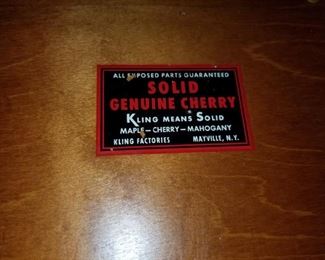 ALL EXPOSED PARTS GUARANTEED
SOLID
GENUINE CHERRY
KLING MEANS SOLID
MAPLE — CHERRY — MAHOGANY
KLING FACTORIES MAYVILLE, N.Y.